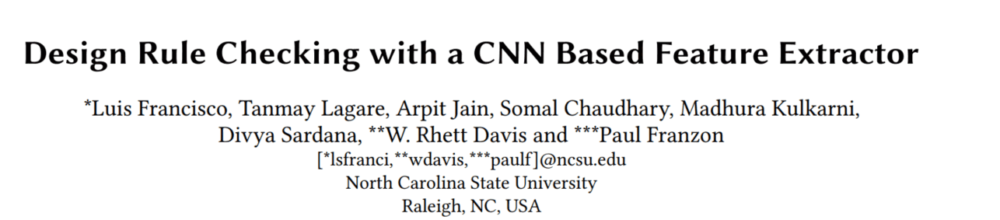 Design Rule Checking with a CNN Based Feature Extractor
*Luis Francisco, Tanmay Lagare, Arpit Jain, Somal Chaudhary, Madhura Kulkarni,
Divya Sardana, **W. Rhett Davis and ***Paul Franzon
[*lsfranci,**wdavis,***paulf]@ncsu.edu
North Carolina State University
Raleigh, NC, USA